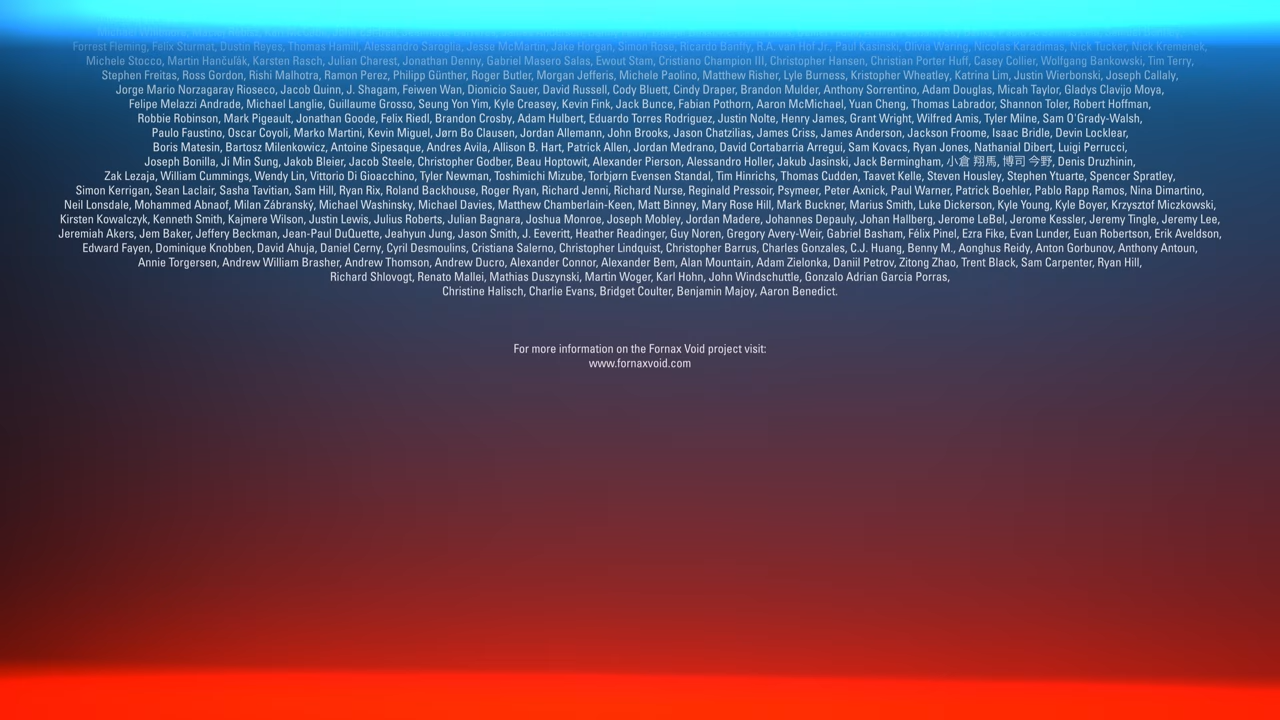 Forrest Fleming, Felix Sturmat, Dustin Reyes, Thomas Hamill, Alessandro Saroglia, Jesse McMartin, Jake Horgan, Simon Rose, Ricardo Banffy, R.A. van Hof Jr., Paul Kasinski, Olivia Waring, Nicolas Karadimas, Nick Tucker, Nick Kremenek,
Michele Stocco, Martin Hančuľák, Karsten Rasch, Julian Charest, Jonathan Denny, Gabriel Masero Salas, Ewout Stam, Cristiano Champion III, Christopher Hansen, Christian Porter Huff, Casey Collier, Wolfgang Bankowski, Tim Terry,
Stephen Freitas, Ross Gordon, Rishi Malhotra, Ramon Perez, Philipp Günther, Roger Butler, Morgan Jefferis, Michele Paolino, Matthew Risher, Lyle Burness, Kristopher Wheatley, Katrina Lim, Justin Wierbonski, Joseph Callaly,
Jorge Mario Norzagaray Rioseco, Jacob Quinn, J. Shagam, Feiwen Wan, Dionicio Sauer, David Russell, Cody Bluett, Cindy Draper, Brandon Mulder, Anthony Sorrentino, Adam Douglas, Micah Taylor, Gladys Clavijo Moya,
Felipe Melazzi Andrade, Michael Langlie, Guillaume Grosso, Seung Yon Yim, Kyle Creasey, Kevin Fink, Jack Bunce, Fabian Pothorn, Aaron McMichael, Yuan Cheng, Thomas Labrador, Shannon Toler, Robert Hoffman,
Robbie Robinson, Mark Pigeault, Jonathan Goode, Felix Riedl, Brandon Crosby, Adam Hulbert, Eduardo Torres Rodriguez, Justin Nolte, Henry James, Grant Wright, Wilfred Amis, Tyler Milne, Sam O'Grady-Walsh,
Paulo Faustino, Oscar Coyoli, Marko Martini, Kevin Miguel, Jørn Bo Clausen, Jordan Allemann, John Brooks, Jason Chatzilias, James Criss, James Anderson, Jackson Froome, Isaac Bridle, Devin Locklear,
Boris Matesin, Bartosz Milenkowicz, Antoine Sipesaque, Andres Avila, Allison B. Hart, Patrick Allen, Jordan Medrano, David Cortabarria Arregui, Sam Kovacs, Ryan Jones, Nathanial Dibert, Luigi Perrucci,
Joseph Bonilla, Ji Min Sung, Jakob Bleier, Jacob Steele, Christopher Godber, Beau Hoptowit, Alexander Pierson, Alessandro Holler, Jakub Jasinski, Jack Bermingham, 小倉 翔馬, 博司 今野, Denis Druzhinin,
Zak Lezaja, William Cummings, Wendy Lin, Vittorio Di Gioacchino, Tyler Newman, Toshimichi Mizube, Torbjørn Evensen Standal, Tim Hinrichs, Thomas Cudden, Taavet Kelle, Steven Housley, Stephen Ytuarte, Spencer Spratley,
Simon Kerrigan, Sean Laclair, Sasha Tavitian, Sam Hill, Ryan Rix, Roland Backhouse, Roger Ryan, Richard Jenni, Richard Nurse, Reginald Pressoir, Psymeer, Peter Axnick, Paul Warner, Patrick Boehler, Pablo Rapp Ramos, Nina Dimartino,
Neil Lonsdale, Mohammed Abnaof, Milan Zábranský, Michael Washinsky, Michael Davies, Matthew Chamberlain-Keen, Matt Binney, Mary Rose Hill, Mark Buckner, Marius Smith, Luke Dickerson, Kyle Young, Kyle Boyer, Krzysztof Miczkowski,
Kirsten Kowalczyk, Kenneth Smith, Kajmere Wilson, Justin Lewis, Julius Roberts, Julian Bagnara, Joshua Monroe, Joseph Mobley, Jordan Madere, Johannes Depauly, Johan Hallberg, Jerome LeBel, Jerome Kessler, Jeremy Tingle, Jeremy Lee,
Jeremiah Akers, Jem Baker, Jeffery Beckman, Jean-Paul DuQuette, Jeahyun Jung, Jason Smith, J. Eeveritt, Heather Readinger, Guy Noren, Gregory Avery-Weir, Gabriel Basham, Félix Pinel, Ezra Fike, Evan Lunder, Euan Robertson, Erik Aveldson,
Edward Fayen, Dominique Knobben, David Ahuja, Daniel Cerny, Cyril Desmoulins, Cristiana Salerno, Christopher Lindquist, Christopher Barrus, Charles Gonzales, C.J. Huang, Benny M., Aonghus Reidy, Anton Gorbunov, Anthony Antoun,
Annie Torgersen, Andrew William Brasher, Andrew Thomson, Andrew Ducro, Alexander Connor, Alexander Bem, Alan Mountain, Adam Zielonka, Daniil Petrov, Zitong Zhao, Trent Black, Sam Carpenter, Ryan Hill,
Richard Shlovogt, Renato Mallei, Mathias Duszynski, Martin Woger, Karl Hohn, John Windschuttle, Gonzalo Adrian Garcia Porras,
Christine Halisch, Charlie Evans, Bridget Coulter, Benjamin Majoy, Aaron Benedict.
For more information on the Fornax Void project visit:
www.fornaxvoid.com